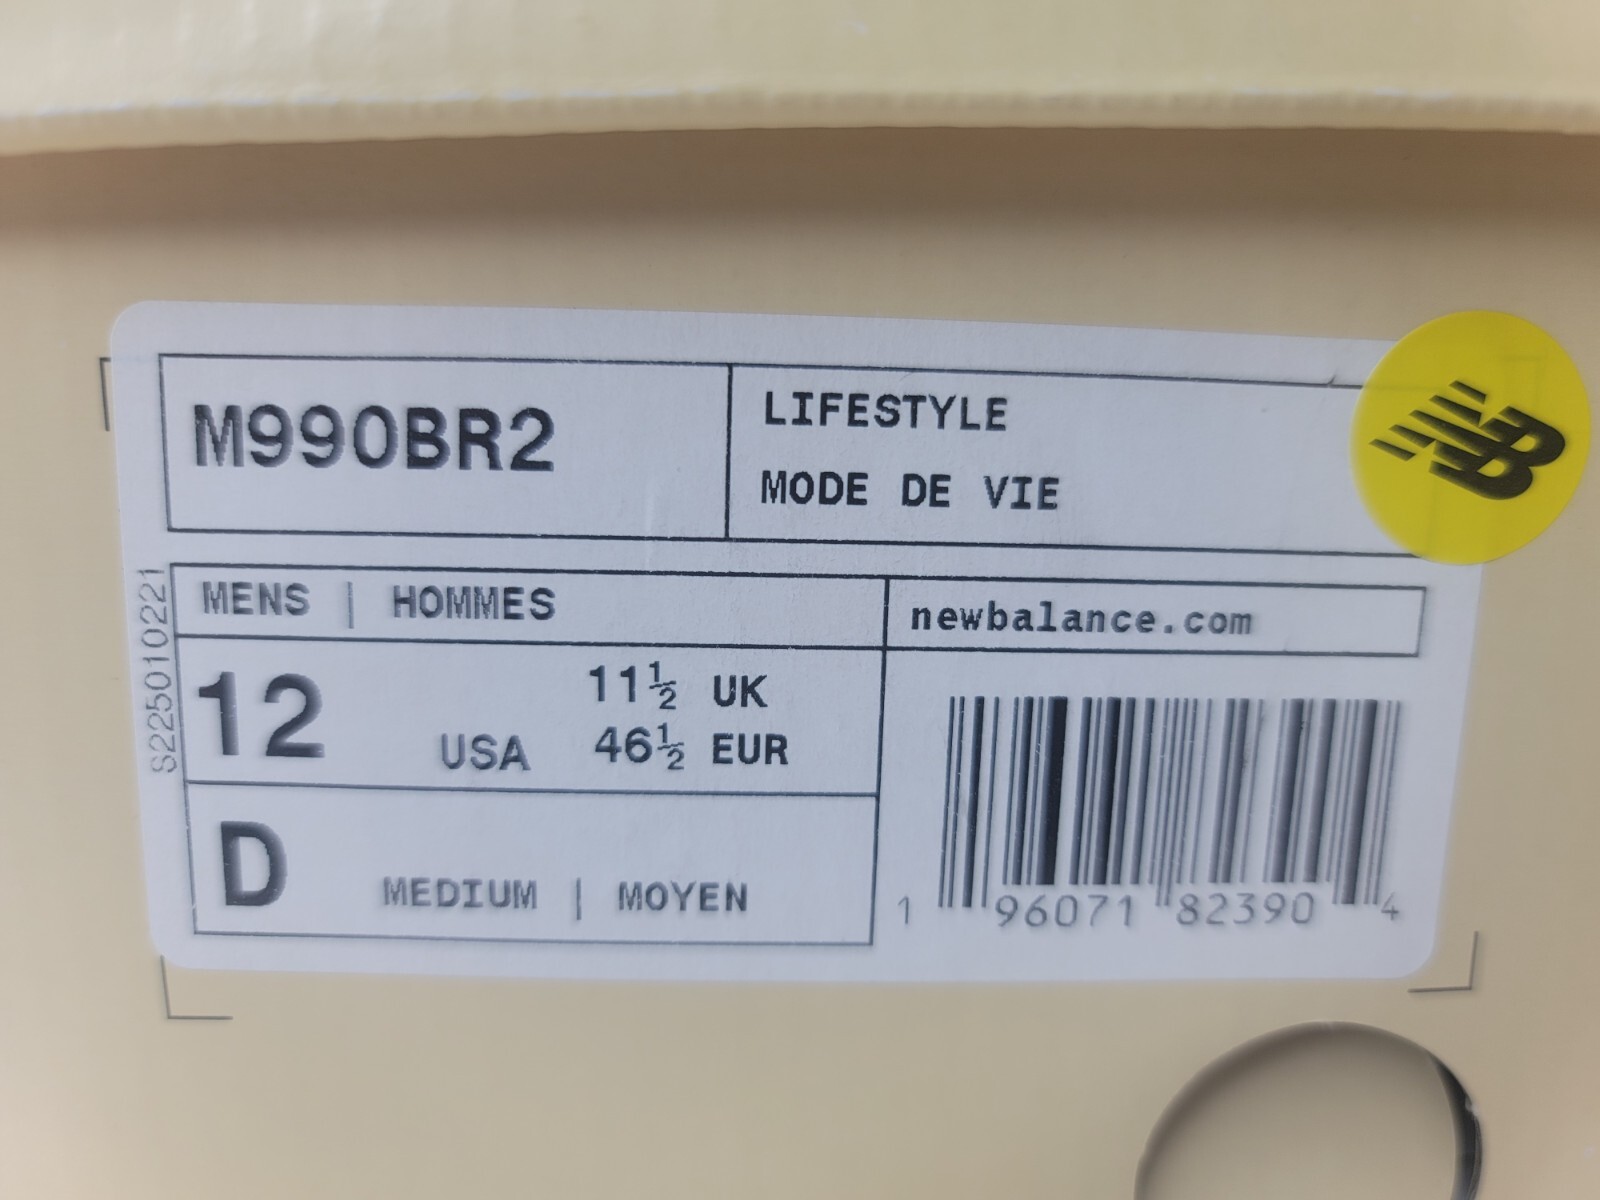 M990BR2
LIFESTYLE
MODE DE VIE
NB
S225010221
MENS | HOMMES
newbalance.com
12 USA
11½ UK
46½ EUR
D MEDIUM | MOYEN
1 96071 82390 4